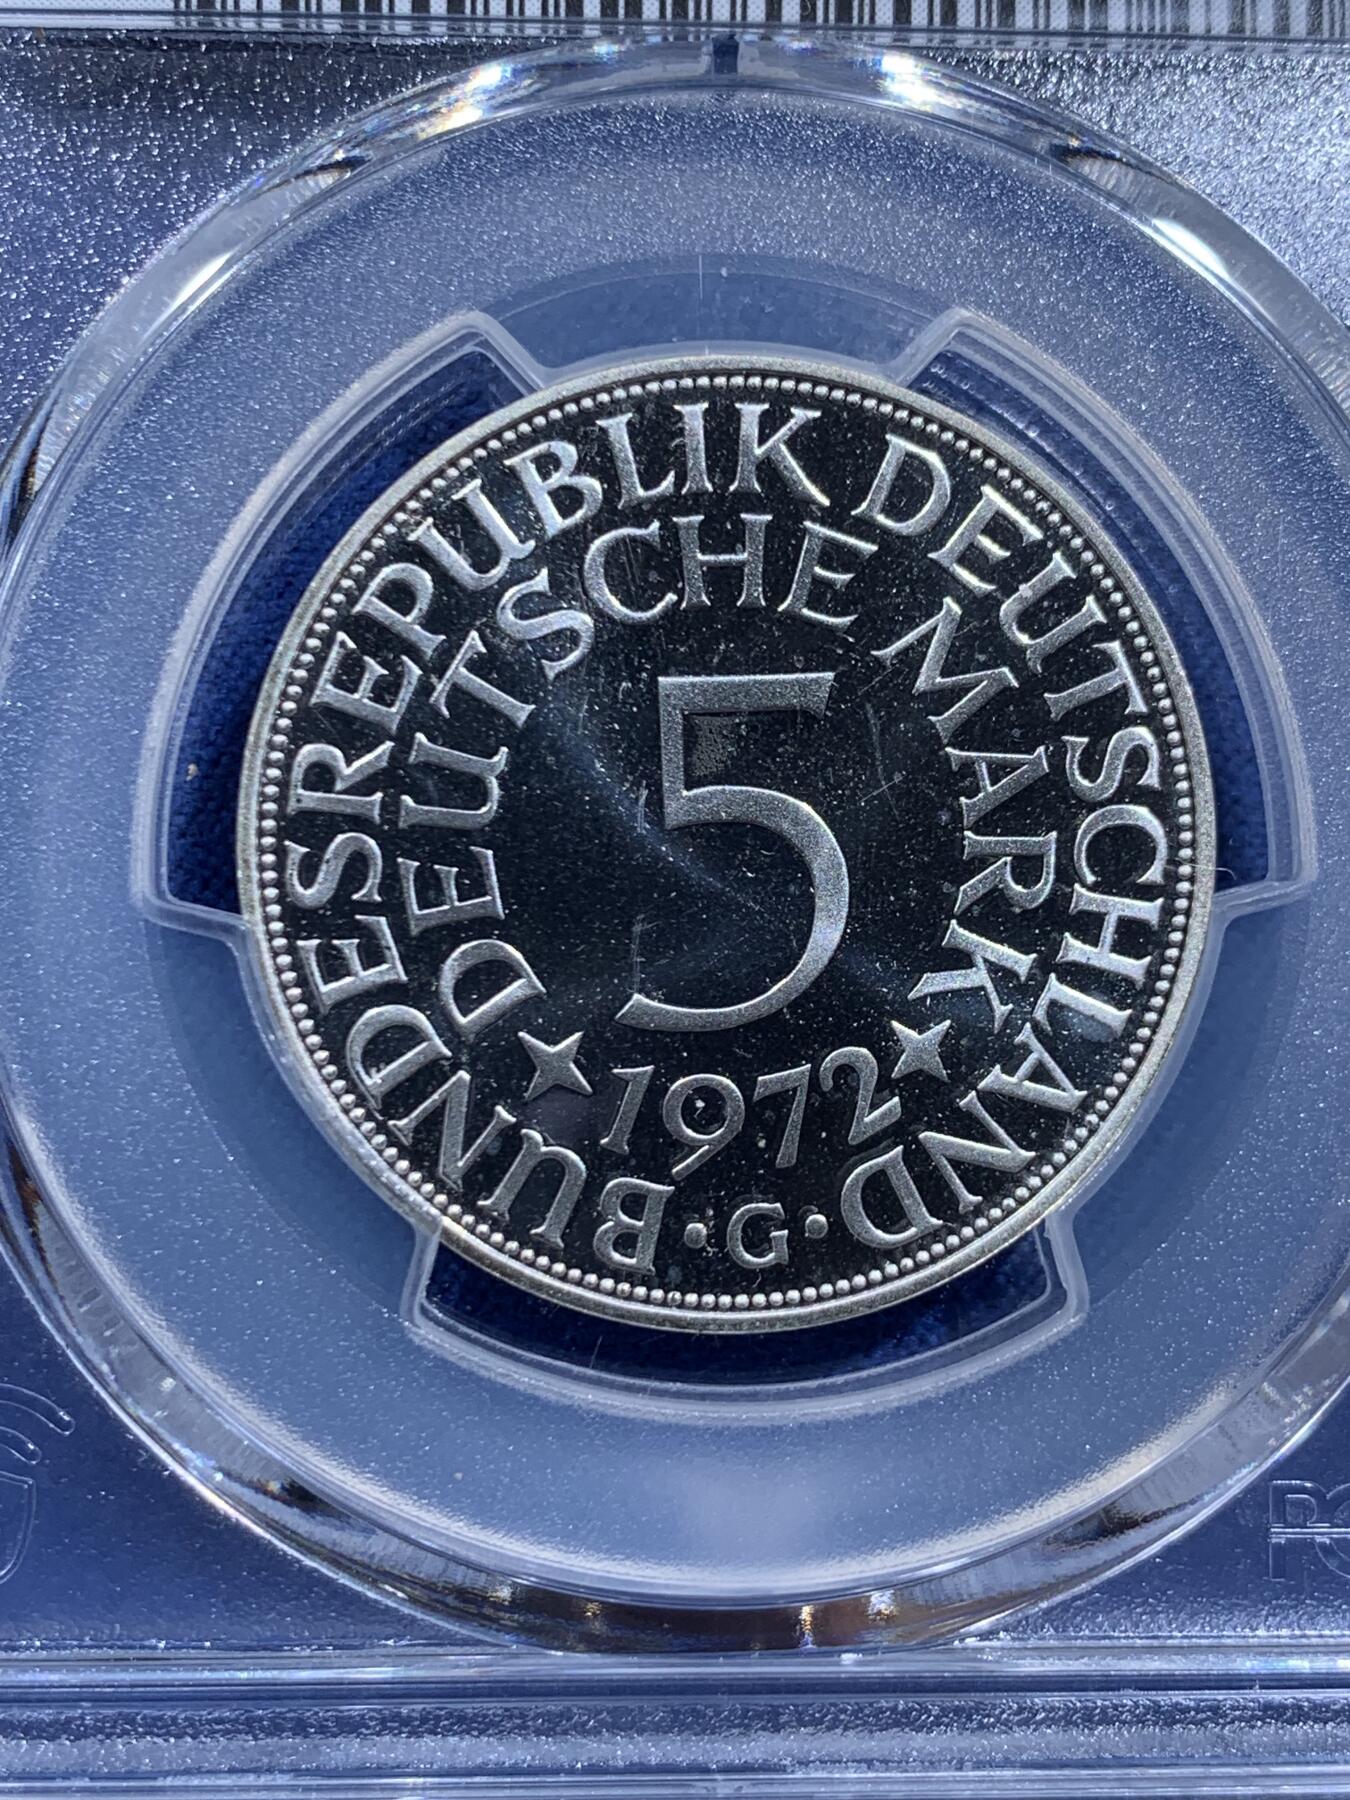 BUNDESREPUBLIK DEUTSCHLAND
DEUTSCHE MARK
5
1972
· G ·